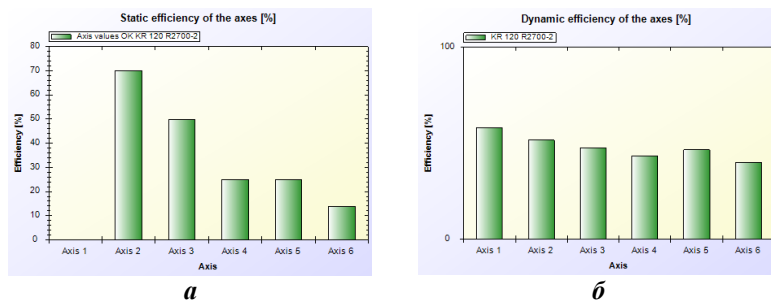 Static efficiency of the axes [%]
Axis values OK KR 120 R2700-2
80
70
60
50
40
30
20
10
0
Efficiency [%]
Axis 1 Axis 2 Axis 3 Axis 4 Axis 5 Axis 6
Axis
а
Dynamic efficiency of the axes [%]
KR 120 R2700-2
100
0
Efficiency [%]
Axis 1 Axis 2 Axis 3 Axis 4 Axis 5 Axis 6
Axis
б